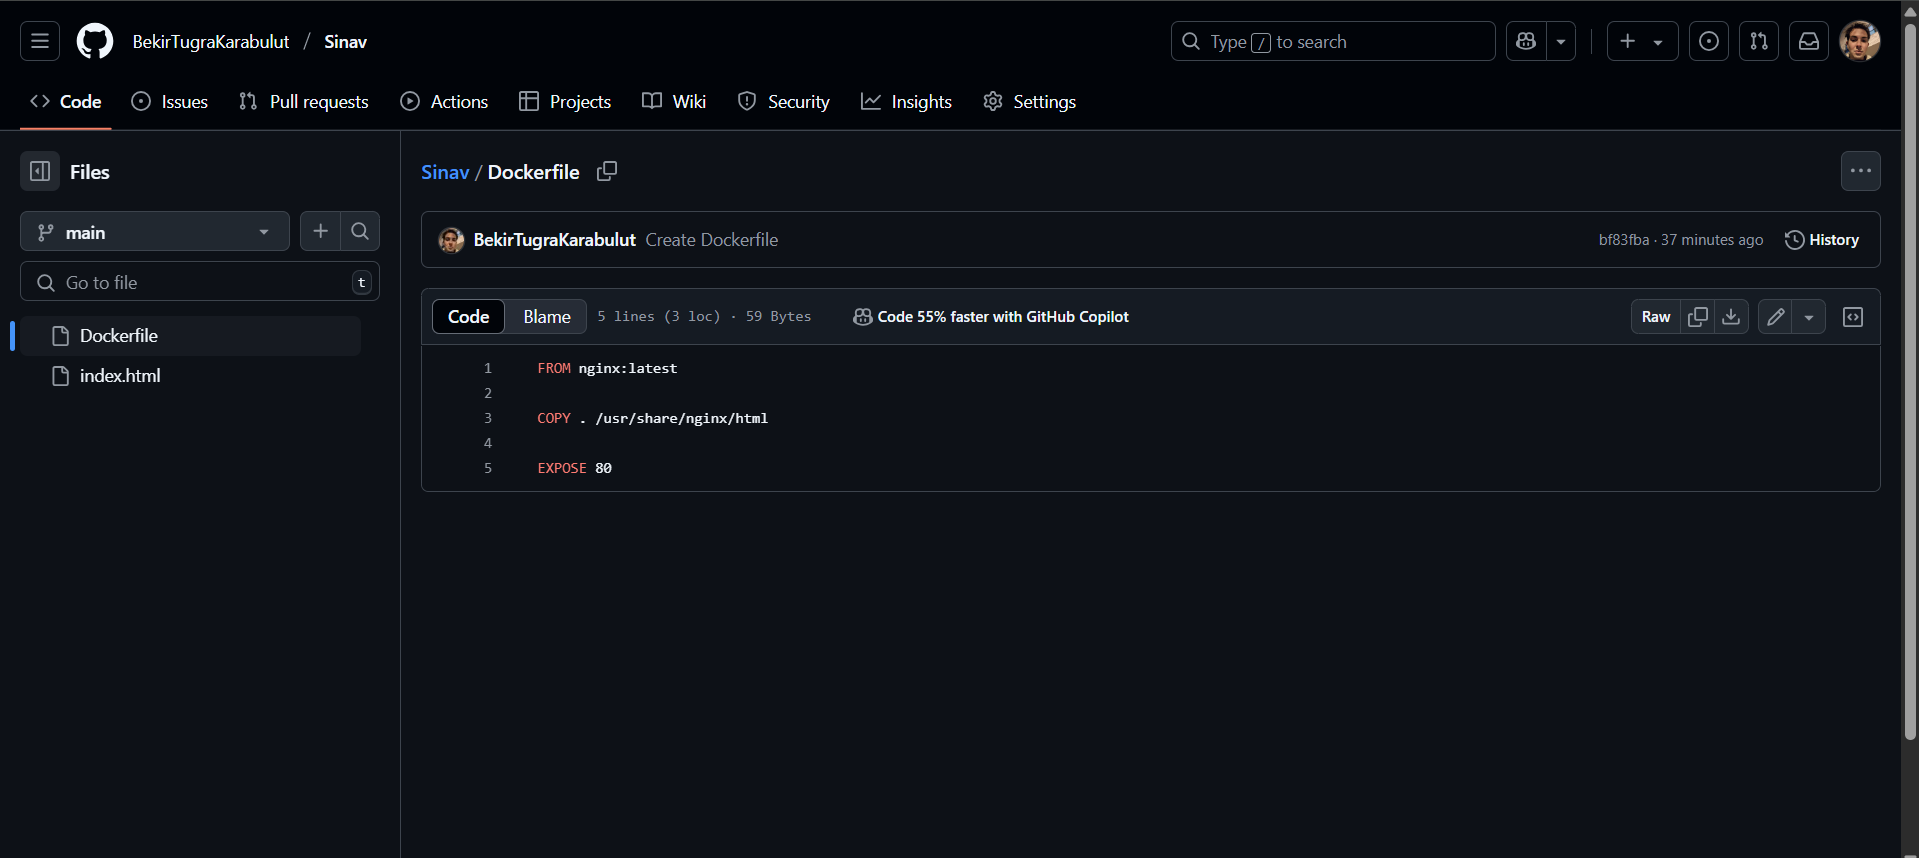 BekirTugraKarabulut / Sinav
Type / to search
Code Issues Pull requests Actions Projects Wiki Security Insights Settings
Files
main
Go to file t
Dockerfile
index.html
Sinav / Dockerfile
BekirTugraKarabulut Create Dockerfile
bf83fba · 37 minutes ago History
Code Blame 5 lines (3 loc) · 59 Bytes Code 55% faster with GitHub Copilot Raw
1 FROM nginx:latest
2
3 COPY . /usr/share/nginx/html
4
5 EXPOSE 80